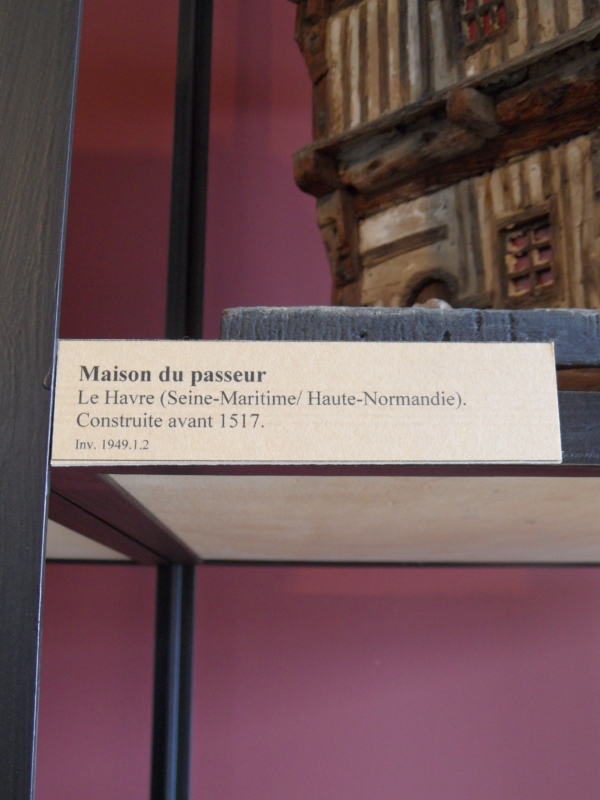 Maison du passeur
Le Havre (Seine-Maritime/ Haute-Normandie).
Construite avant 1517.
Inv. 1949.1.2